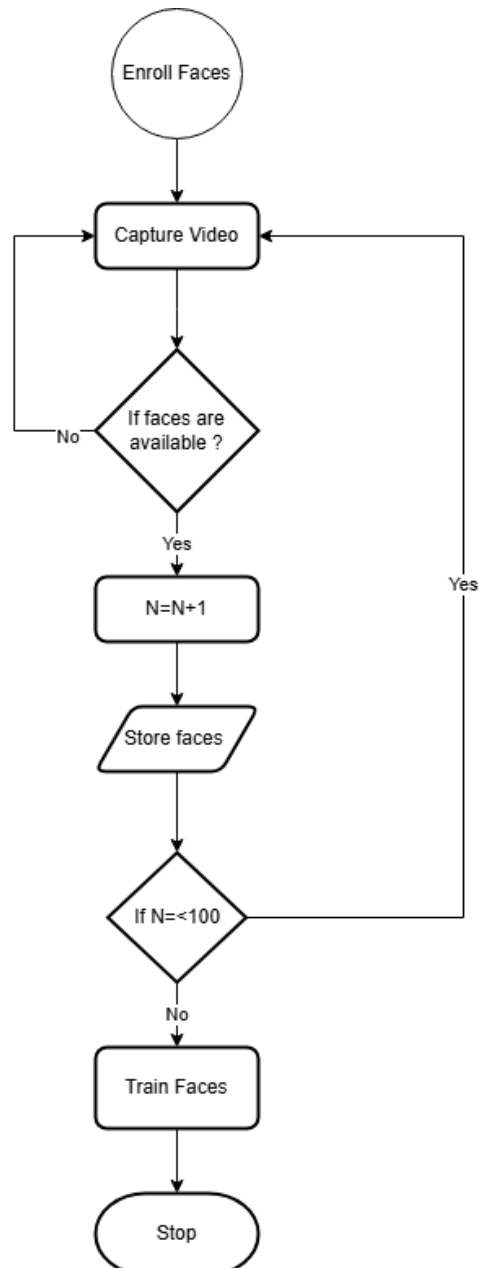 Enroll Faces
Capture Video
If faces are
available ?
No
Yes
N=N+1
Yes
Store faces
If N=<100
No
Train Faces
Stop